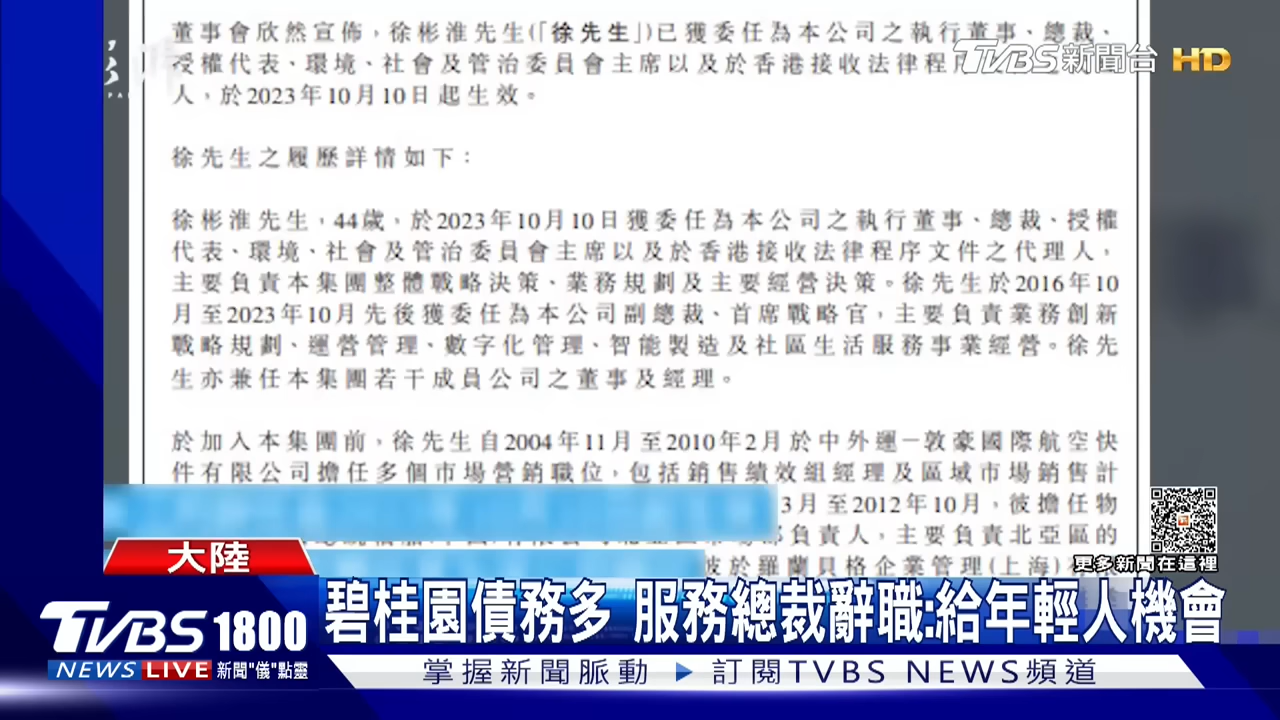 董事會欣然宣佈，徐彬淮先生(「徐先生」)已獲委任為本公司之執行董事、總裁、
授權代表、環境、社會及管治委員會主席以及於香港接收法律程
人，於2023年10月10日起生效。
TVBS新聞台 HD
徐先生之履歷詳情如下：
徐彬淮先生，44歲，於2023年10月10日獲委任為本公司之執行董事、總裁、授權
代表、環境、社會及管治委員會主席以及於香港接收法律程序文件之代理人，
主要負責本集團整體戰略決策、業務規劃及主要經營決策。徐先生於2016年10
月至2023年10月先後獲委任為本公司副總裁、首席戰略官，主要負責業務創新
戰略規劃、運營管理、數字化管理、智能製造及社區生活服務事業經營。徐先
生亦兼任本集團若干成員公司之董事及經理。
於加入本集團前，徐先生自2004年11月至2010年2月於中外運－敦豪國際航空快
件有限公司擔任多個市場營銷職位，包括銷售績效組經理及區域市場銷售計
3月至2012年10月，彼擔任物
負責人，主要負責北亞區的
彼於羅蘭貝格企業管理(上海)
更多新聞在這裡
大陸
碧桂園債務多 服務總裁辭職:給年輕人機會
TVBS 1800
NEWS LIVE 新聞"儀"點靈
掌握新聞脈動 ▶ 訂閱TVBS NEWS頻道